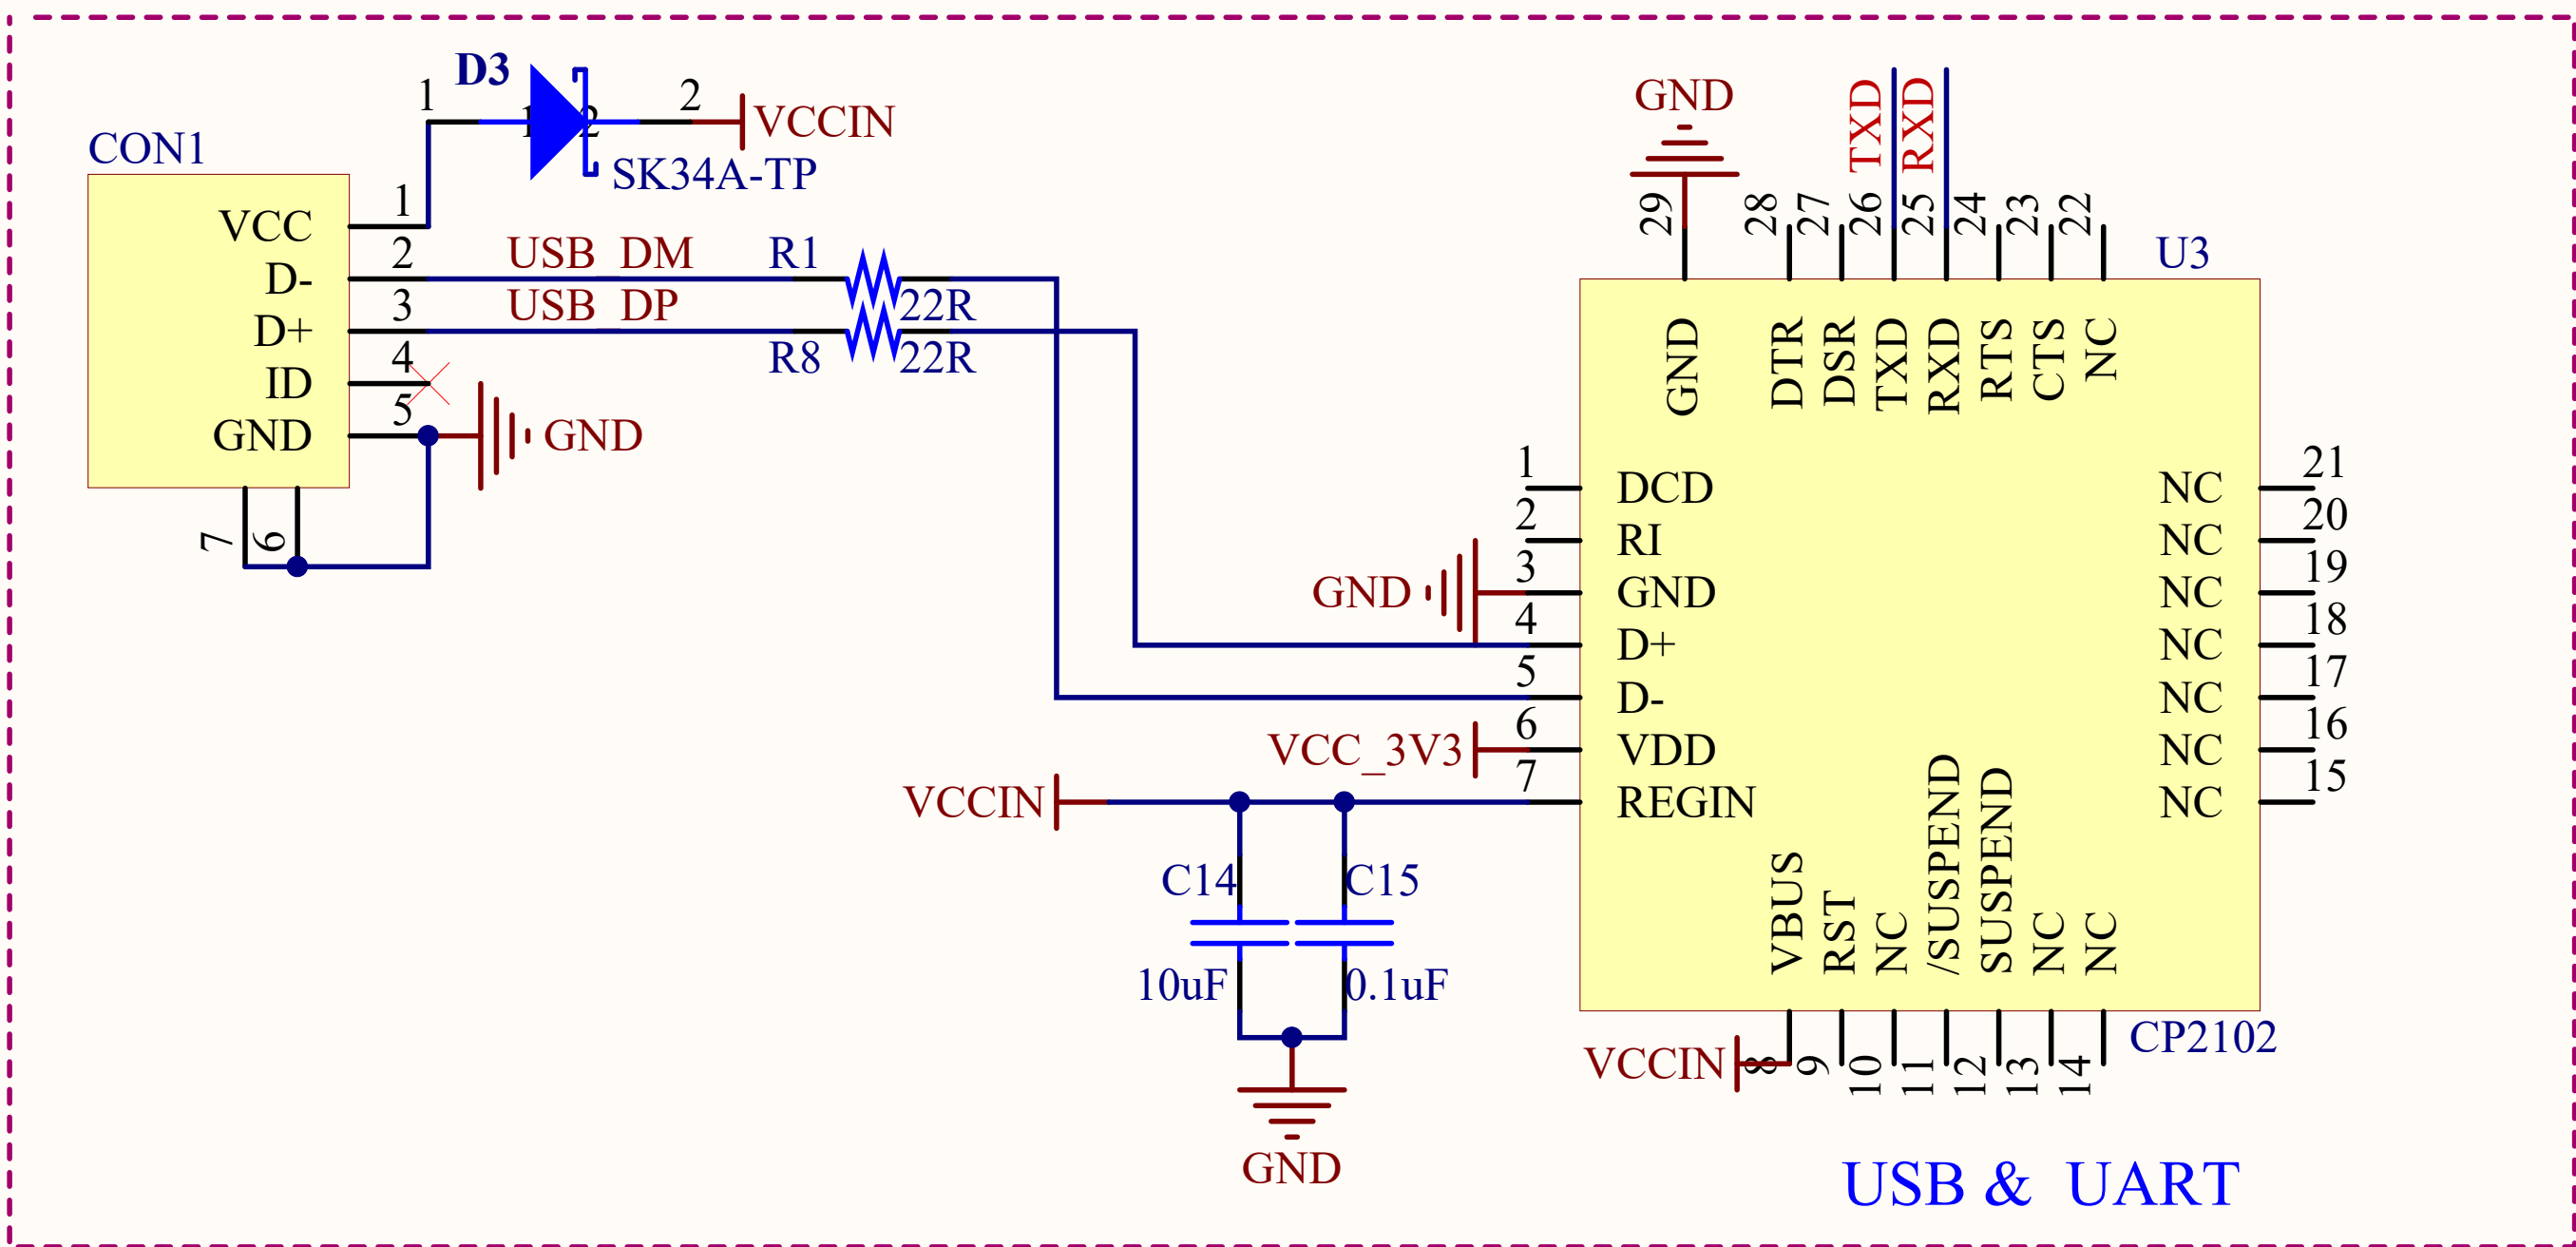 D3
1
1 2
2
VCCIN
SK34A-TP
CON1
VCC 1
D- 2
D+ 3
ID 4
GND 5
7 6
GND
USB_DM
USB_DP
R1
22R
R8
22R
GND
29
28
27
26
25
24
23
22
TXD
RXD
U3
GND
DTR
DSR
TXD
RXD
RTS
CTS
NC
1 DCD
2 RI
GND 3 GND
4 D+
5 D-
VCC_3V3 6 VDD
VCCIN 7 REGIN
NC 21
NC 20
NC 19
NC 18
NC 17
NC 16
NC 15
C14
10uF
C15
0.1uF
GND
VBUS
RST
NC
/SUSPEND
SUSPEND
NC
NC
VCCIN
8
9
10
11
12
13
14
CP2102
USB & UART